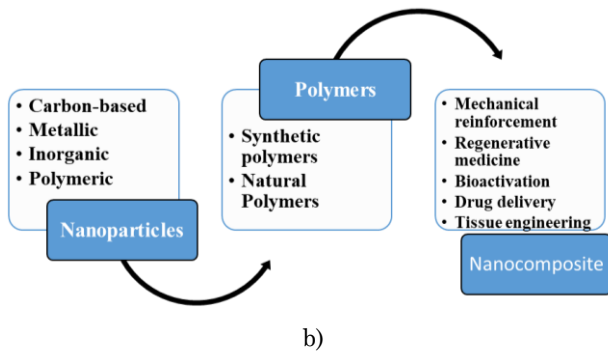 • Carbon-based
• Metallic
• Inorganic
• Polymeric
Nanoparticles
Polymers
• Synthetic
polymers
• Natural
Polymers
• Mechanical
reinforcement
• Regenerative
medicine
• Bioactivation
• Drug delivery
• Tissue engineering
Nanocomposite
b)